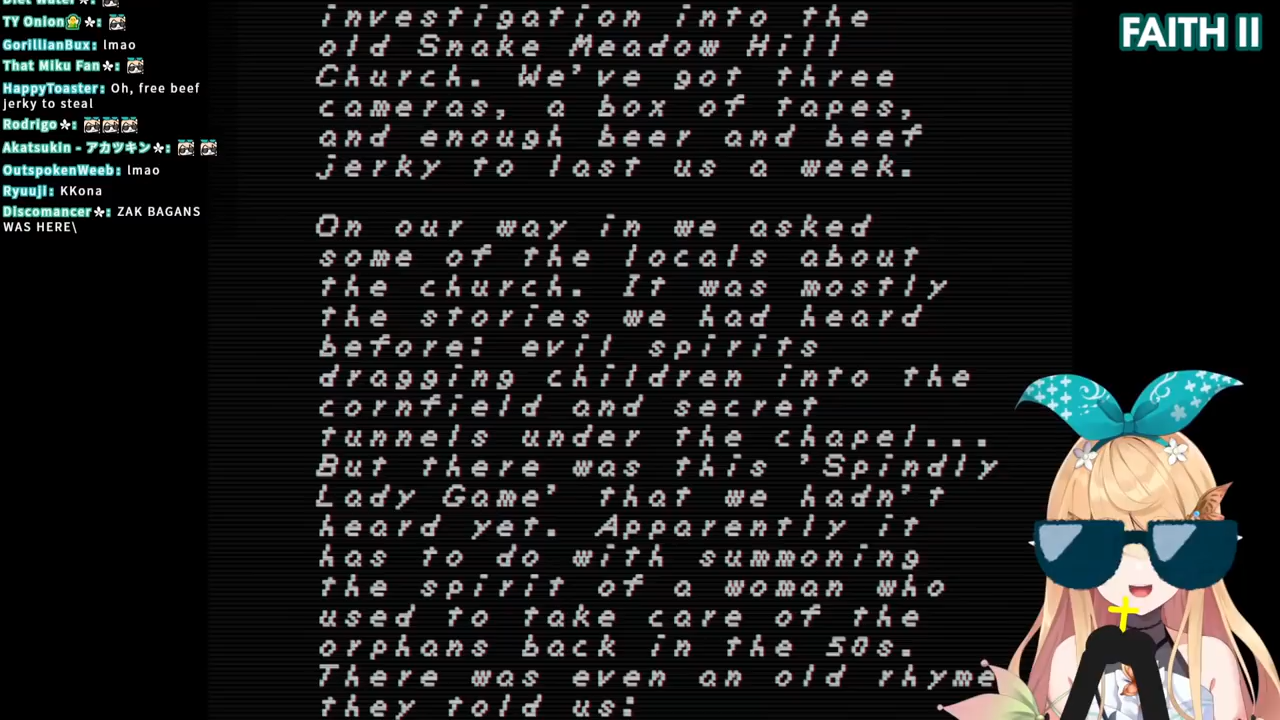 TY Onion:
GorillianBux: lmao
That Miku Fan:
HappyToaster: Oh, free beef
jerky to steal
Rodrigo:
Akatsukin - アカツキン:
OutspokenWeeb: lmao
Ryuuji: KKona
Discomancer: ZAK BAGANS
WAS HERE\
investigation into the
old Snake Meadow Hill
Church. We've got three
cameras, a box of tapes,
and enough beer and beef
jerky to last us a week.
On our way in we asked
some of the locals about
the church. It was mostly
the stories we had heard
before: evil spirits
dragging children into the
cornfield and secret
tunnels under the chapel...
But there was this 'Spindly
Lady Game' that we hadn't
heard yet. Apparently it
has to do with summoning
the spirit of a woman who
used to take care of the
orphans back in the 50s.
There was even an old rhyme
they told us:
FAITH II